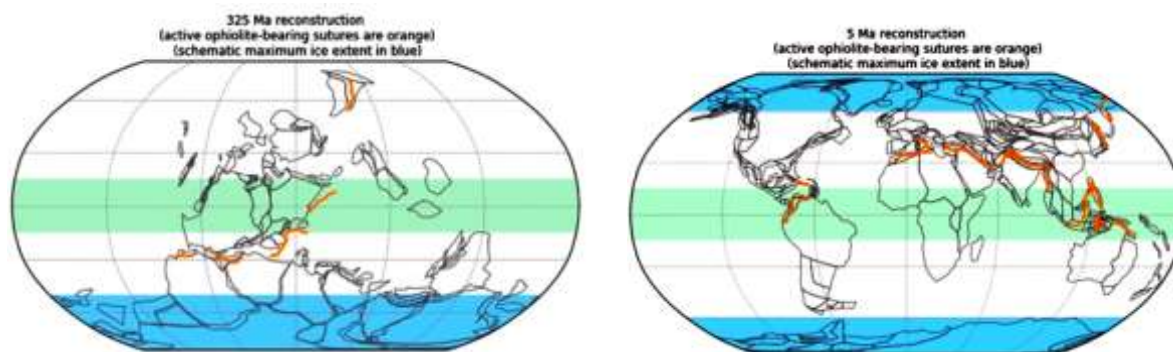 325 Ma reconstruction
(active ophiolite-bearing sutures are orange)
(schematic maximum ice extent in blue)
5 Ma reconstruction
(active ophiolite-bearing sutures are orange)
(schematic maximum ice extent in blue)